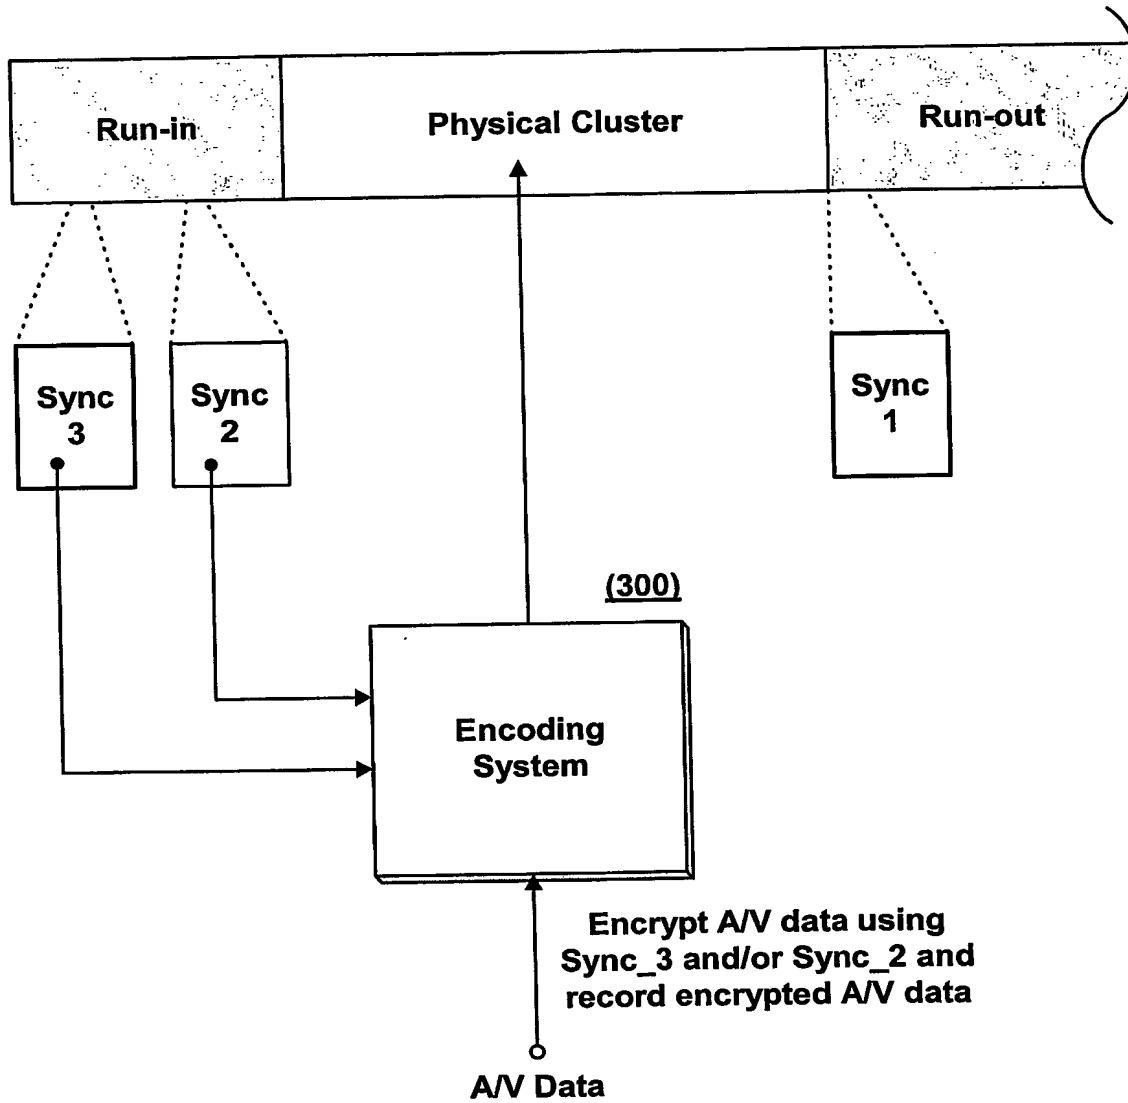 Run-in
Physical Cluster
Run-out
Sync
3
Sync
2
Sync
1
(300)
Encoding
System
Encrypt A/V data using
Sync_3 and/or Sync_2 and
record encrypted A/V data
A/V Data